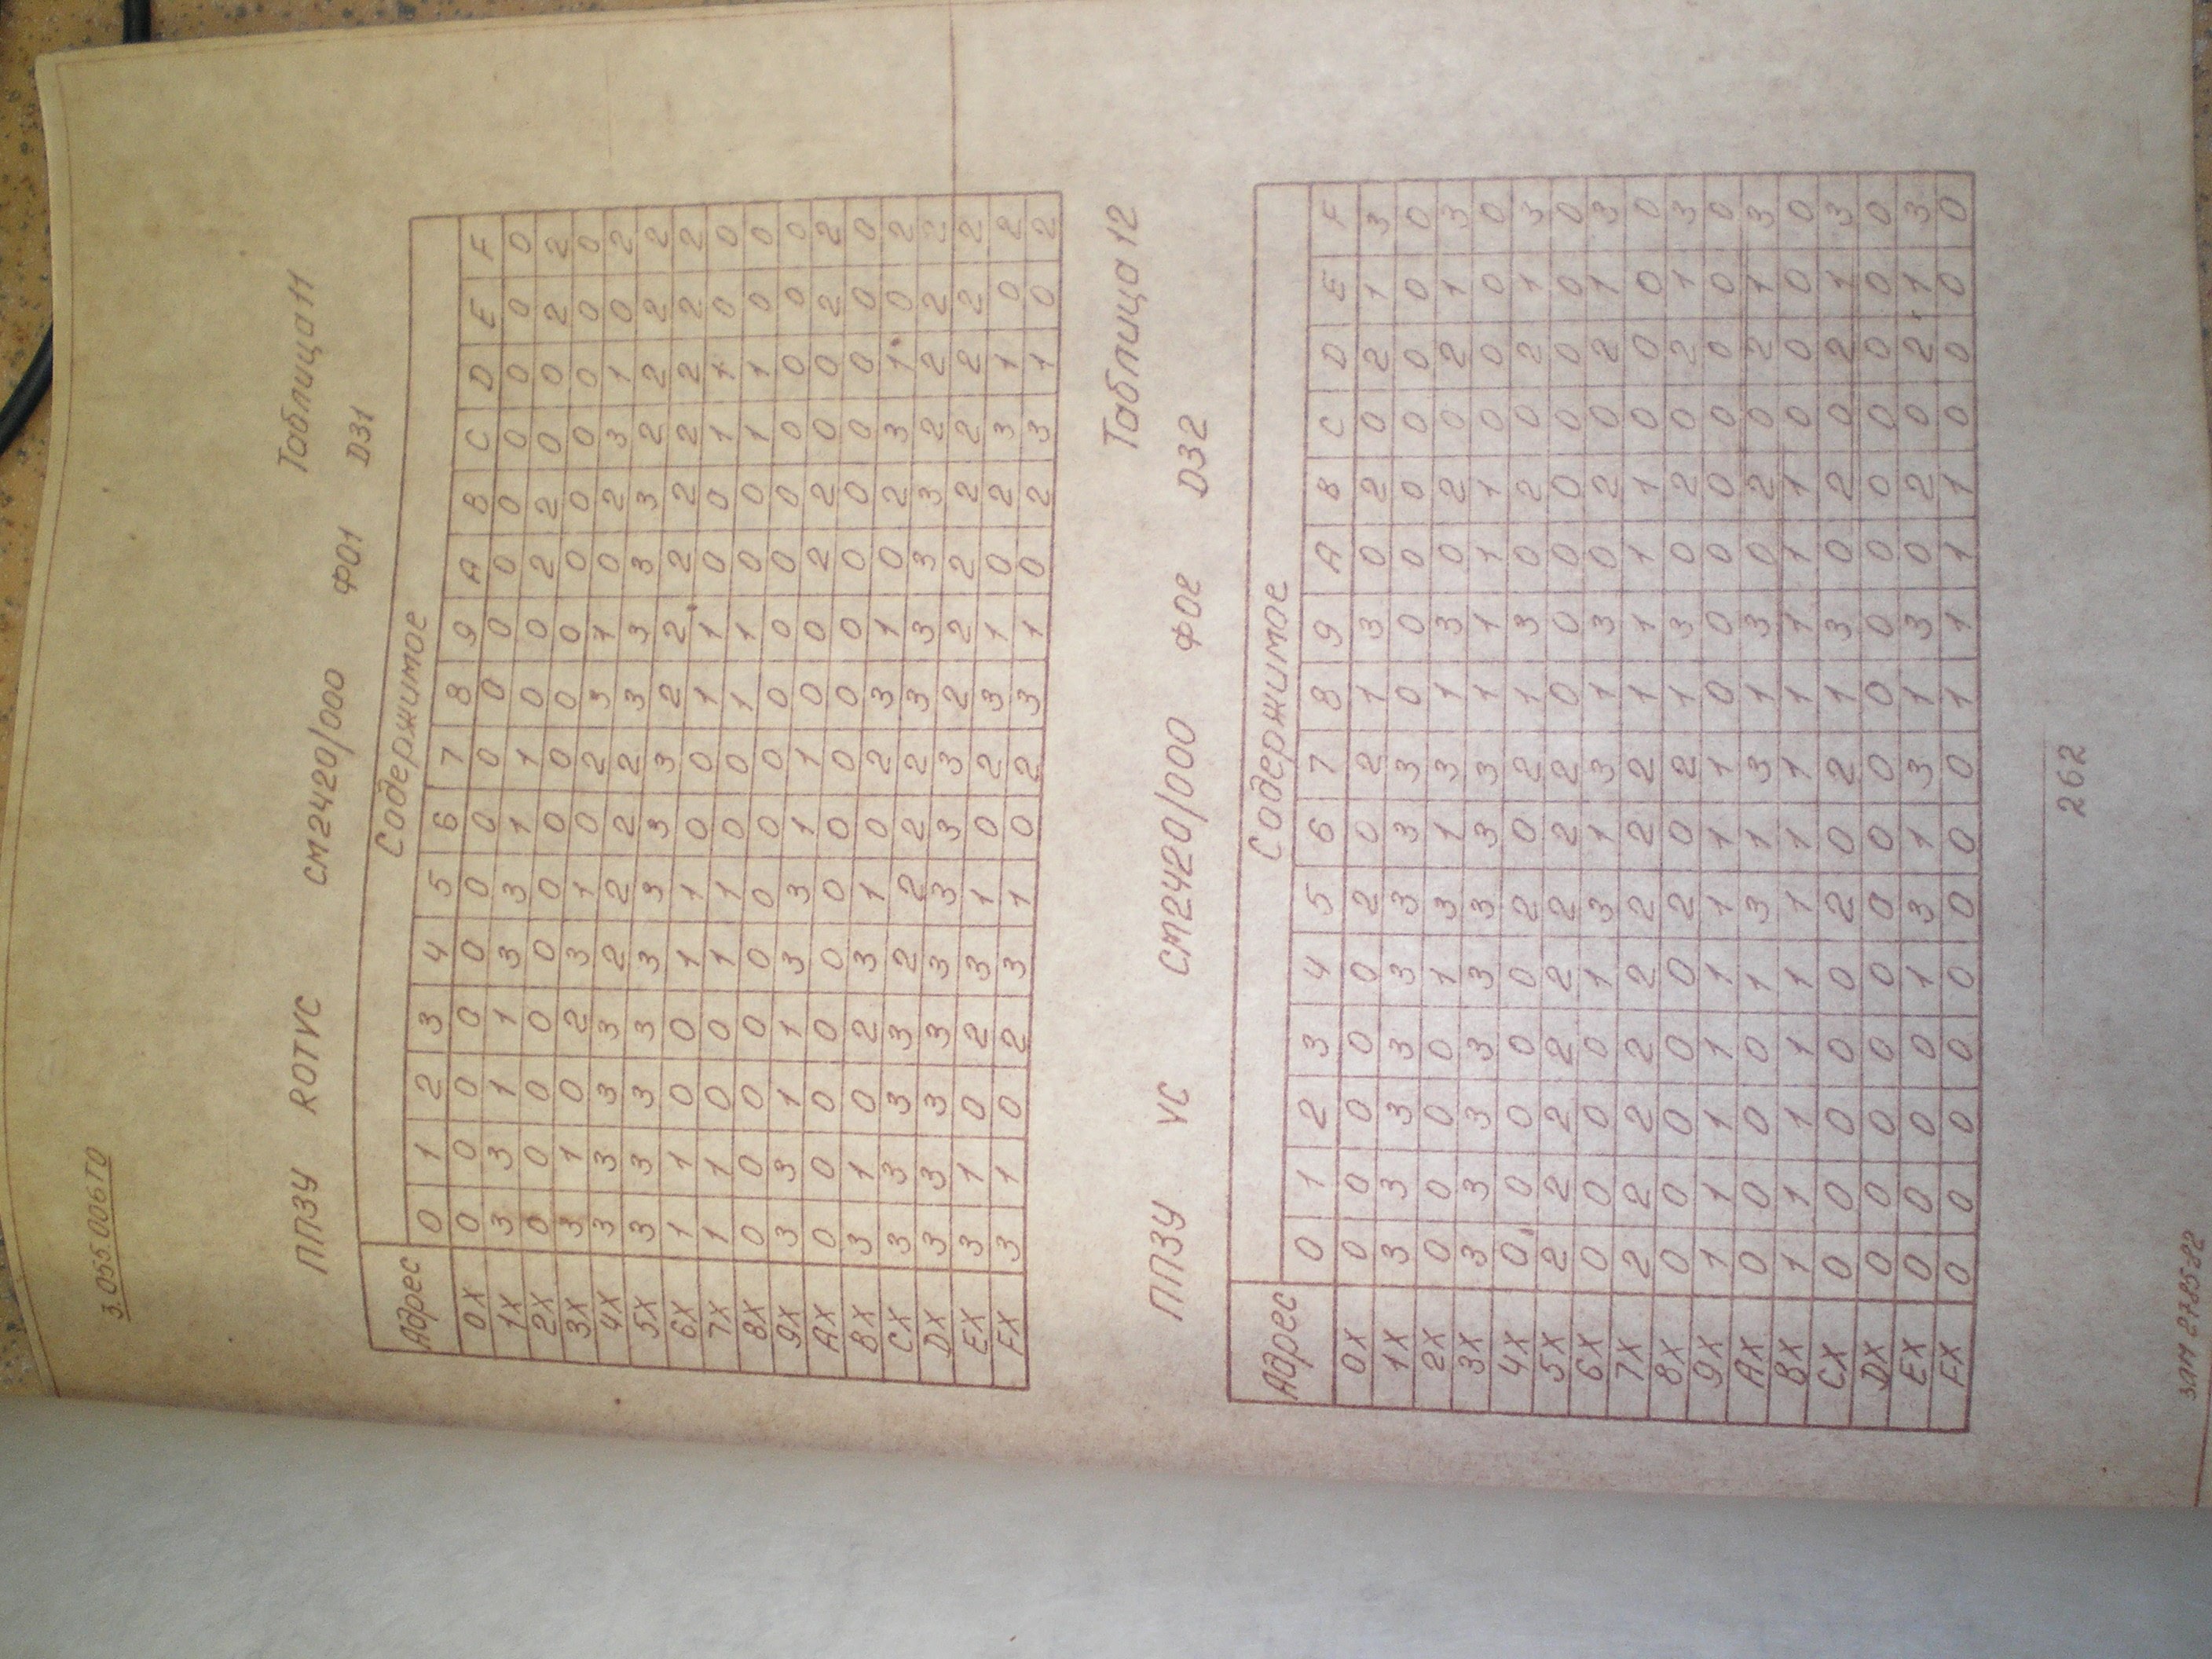 3.055.006 ТО
Таблица 11
ППЗУ ROTVC СМ2420/000 Ф01 D31
Адрес Содержимое
0 1 2 3 4 5 6 7 8 9 A B C D E F
0X 0 0 0 0 0 0 0 0 0 0 0 0 0 0 0 0
1X 3 3 1 1 3 3 1 1 0 0 2 2 0 0 2 2
2X 0 0 0 0 0 0 0 0 0 0 0 0 0 0 0 0
3X 3 1 0 2 3 1 0 2 3 1 0 2 3 1 0 2
4X 3 3 3 3 2 2 2 2 3 3 3 3 2 2 2 2
5X 3 3 3 3 3 3 3 3 2 2 2 2 2 2 2 2
6X 1 1 0 0 1 1 0 0 1 1 0 0 1 1 0 0
7X 1 1 0 0 1 1 0 0 1 1 0 0 1 1 0 0
8X 0 0 0 0 0 0 0 0 0 0 0 0 0 0 0 0
9X 3 3 1 1 3 3 1 1 0 0 2 2 0 0 2 2
AX 0 0 0 0 0 0 0 0 0 0 0 0 0 0 0 0
BX 3 1 0 2 3 1 0 2 3 1 0 2 3 1 0 2
CX 3 3 3 3 2 2 2 2 3 3 3 3 2 2 2 2
DX 3 3 3 3 3 3 3 3 2 2 2 2 2 2 2 2
EX 3 1 0 2 3 1 0 2 3 1 0 2 3 1 0 2
FX 3 1 0 2 3 1 0 2 3 1 0 2 3 1 0 2
Таблица 12
ППЗУ VC СМ2420/000 Ф02 D32
Адрес Содержимое
0 1 2 3 4 5 6 7 8 9 A B C D E F
0X 0 0 0 0 0 2 0 2 1 3 0 2 0 2 1 3
1X 3 3 3 3 3 3 3 3 0 0 0 0 0 0 0 0
2X 0 0 0 0 1 3 1 3 1 3 0 2 0 2 1 3
3X 3 3 3 3 3 3 3 3 1 1 1 1 0 0 0 0
4X 0 0 0 0 0 2 0 2 1 3 0 2 0 2 1 3
5X 2 2 2 2 2 2 2 2 0 0 0 0 0 0 0 0
6X 0 0 0 0 1 3 1 3 1 3 0 2 0 2 1 3
7X 2 2 2 2 2 2 2 2 1 1 1 1 0 0 0 0
8X 0 0 0 0 0 2 0 2 1 3 0 2 0 2 1 3
9X 1 1 1 1 1 1 1 1 0 0 0 0 0 0 0 0
AX 0 0 0 0 1 3 1 3 1 3 0 2 0 2 1 3
BX 1 1 1 1 1 1 1 1 1 1 1 1 0 0 0 0
CX 0 0 0 0 0 2 0 2 1 3 0 2 0 2 1 3
DX 0 0 0 0 0 0 0 0 0 0 0 0 0 0 0 0
EX 0 0 0 0 1 3 1 3 1 3 0 2 0 2 1 3
FX 0 0 0 0 0 0 0 0 1 1 1 1 0 0 0 0
262